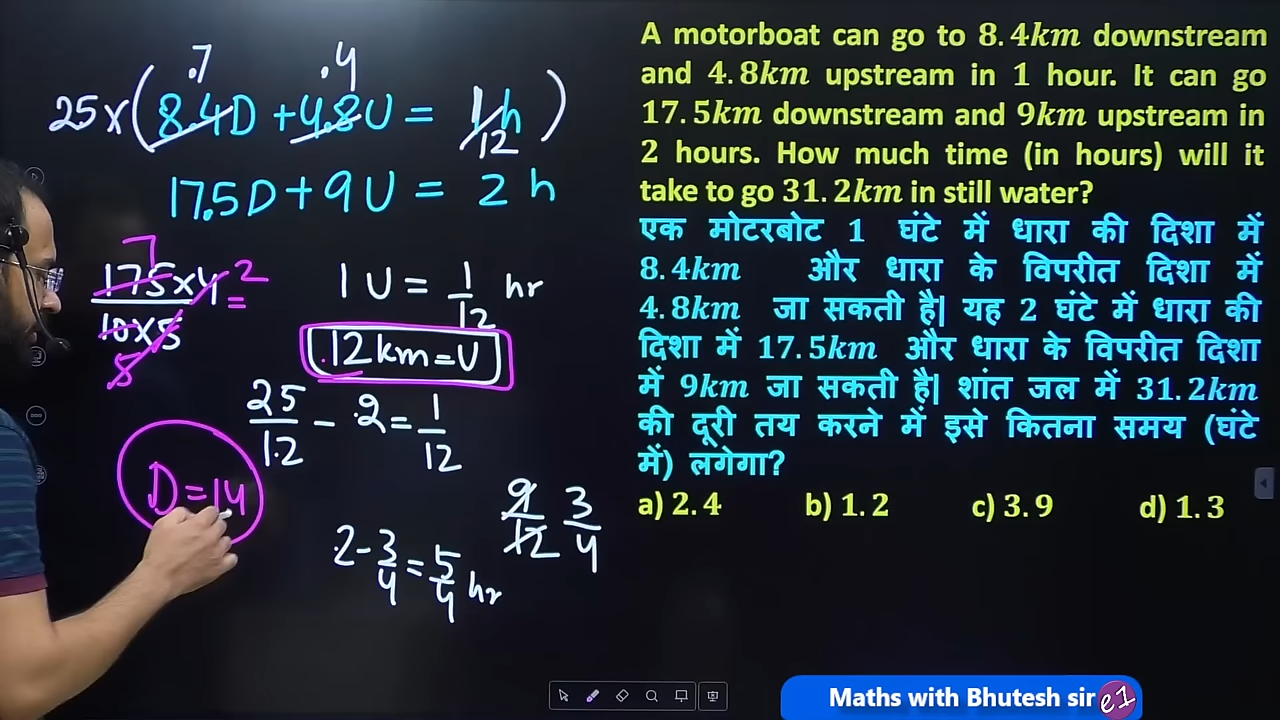 .7 .4
25×(8.4D + 4.8U = 1h/12)
17.5D + 9U = 2 h
7
175×4 2
10×5
5
1 U = 1/12 hr
12 km = U
25/12 - 2 = 1/12
D = 14
9/12 3/4
2 - 3/4 = 5/4 hr
A motorboat can go to 8.4km downstream
and 4.8km upstream in 1 hour. It can go
17.5km downstream and 9km upstream in
2 hours. How much time (in hours) will it
take to go 31.2km in still water?
एक मोटरबोट 1 घंटे में धारा की दिशा में
8.4km और धारा के विपरीत दिशा में
4.8km जा सकती है| यह 2 घंटे में धारा की
दिशा में 17.5km और धारा के विपरीत दिशा
में 9km जा सकती है| शांत जल में 31.2km
की दूरी तय करने में इसे कितना समय (घंटे
में) लगेगा?
a) 2.4 b) 1.2 c) 3.9 d) 1.3
Maths with Bhutesh sir e1